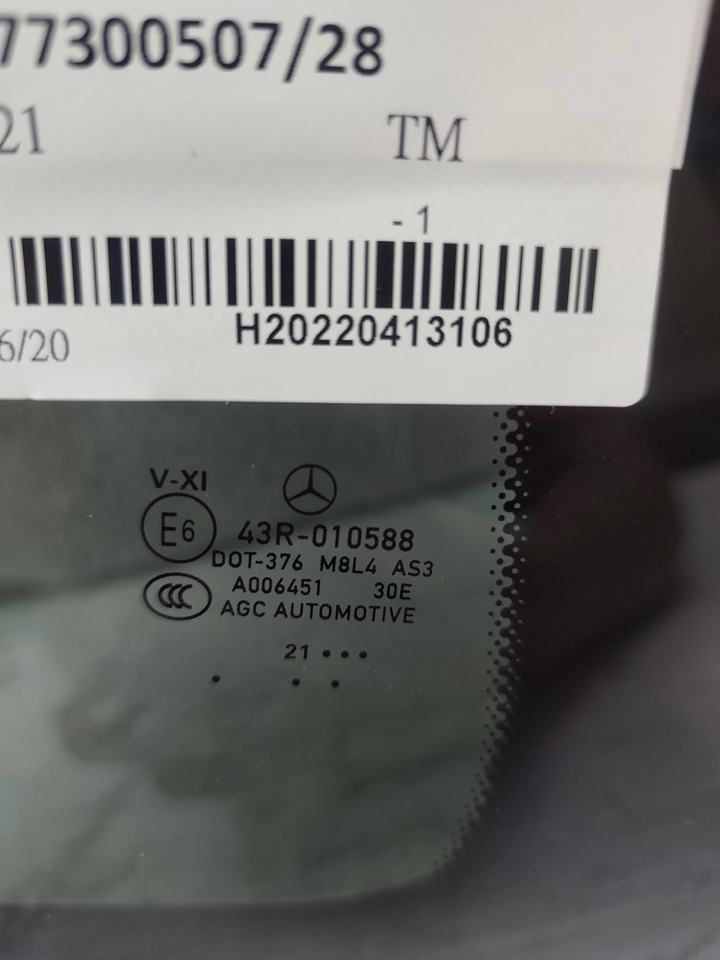 77300507/28
21 TM
- 1
H20220413106
6/20
V-XI
E6 43R-010588
DOT-376 M8L4 AS3
A006451 30E
CCC AGC AUTOMOTIVE
21 •••
. . .